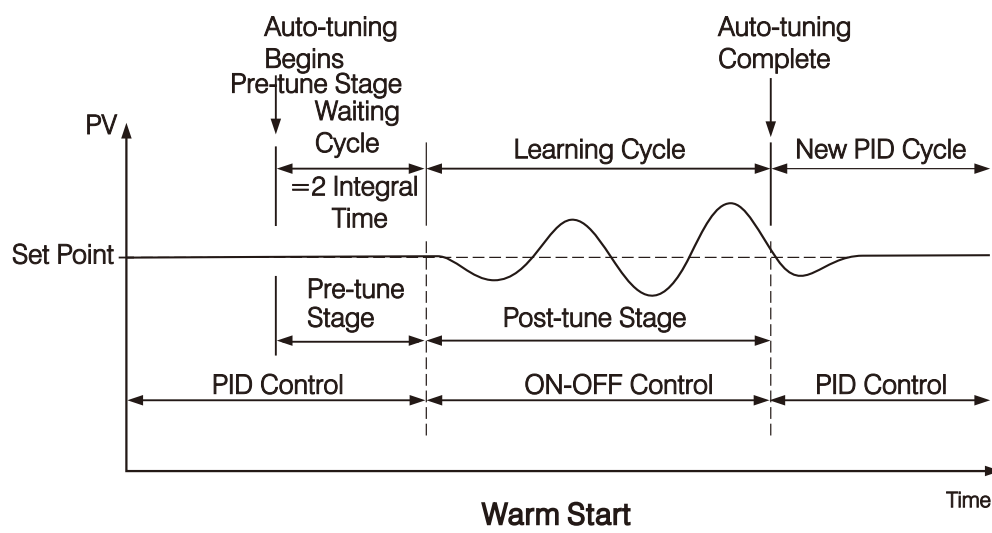 Auto-tuning
Begins
Pre-tune Stage
Auto-tuning
Complete
PV
Waiting
Cycle
Learning Cycle
New PID Cycle
=2 Integral
Time
Set Point
Pre-tune
Stage
Post-tune Stage
PID Control
ON-OFF Control
PID Control
Time
Warm Start